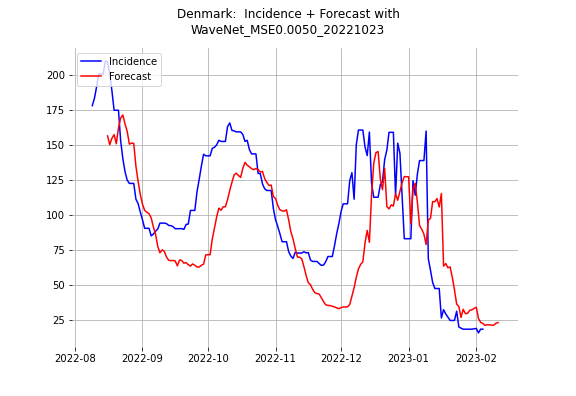 Denmark:  Incidence + Forecast with
WaveNet_MSE0.0050_20221023
Incidence
Forecast
200
175
150
125
100
75
50
25
2022-08 2022-09 2022-10 2022-11 2022-12 2023-01 2023-02